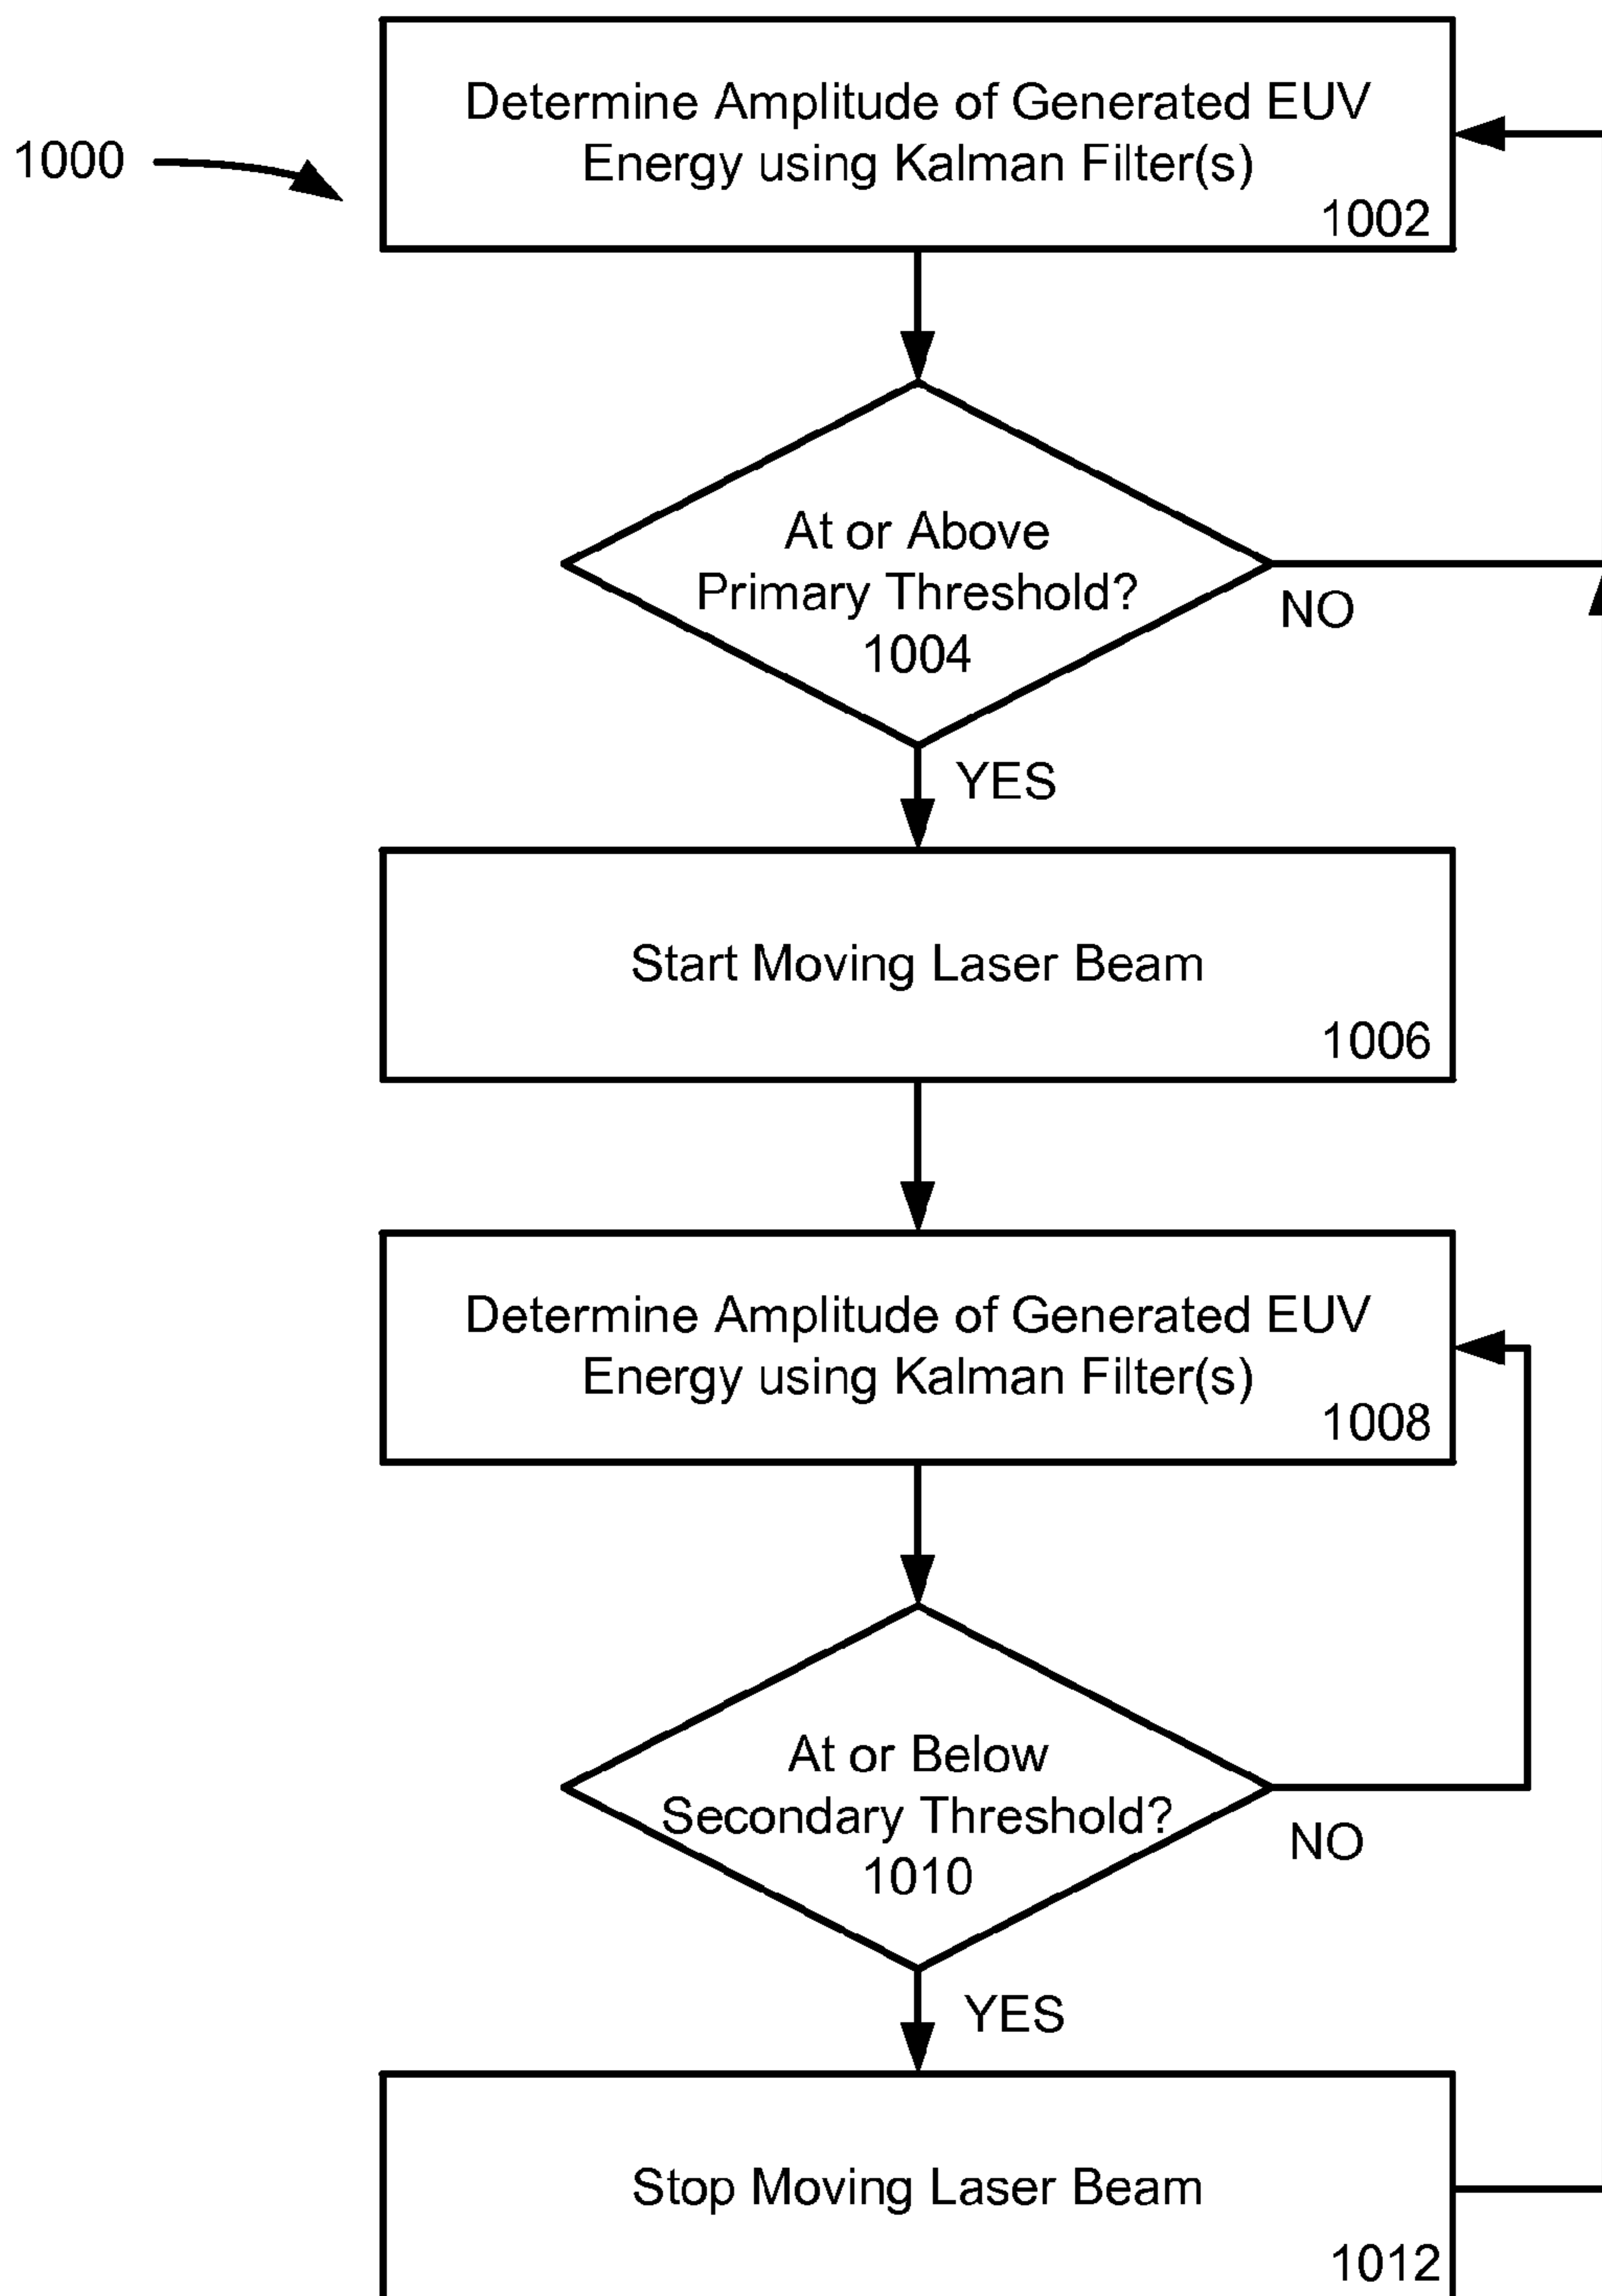 1000
Determine Amplitude of Generated EUV
Energy using Kalman Filter(s)
1002
At or Above
Primary Threshold?
1004
NO
YES
Start Moving Laser Beam
1006
Determine Amplitude of Generated EUV
Energy using Kalman Filter(s)
1008
At or Below
Secondary Threshold?
1010
NO
YES
Stop Moving Laser Beam
1012